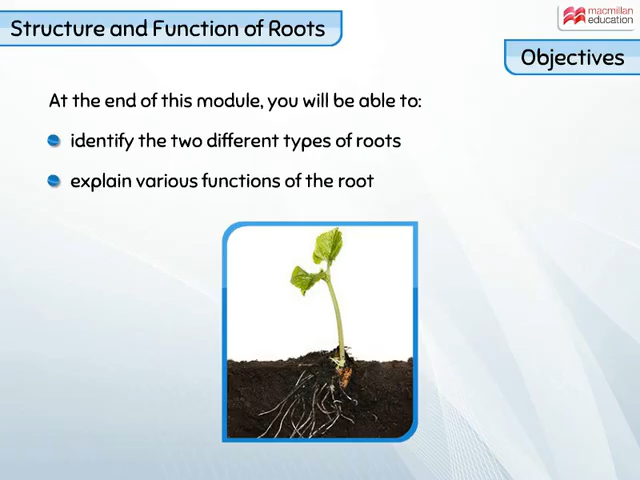 Structure and Function of Roots
macmillan
education
Objectives
At the end of this module, you will be able to:
identify the two different types of roots
explain various functions of the root